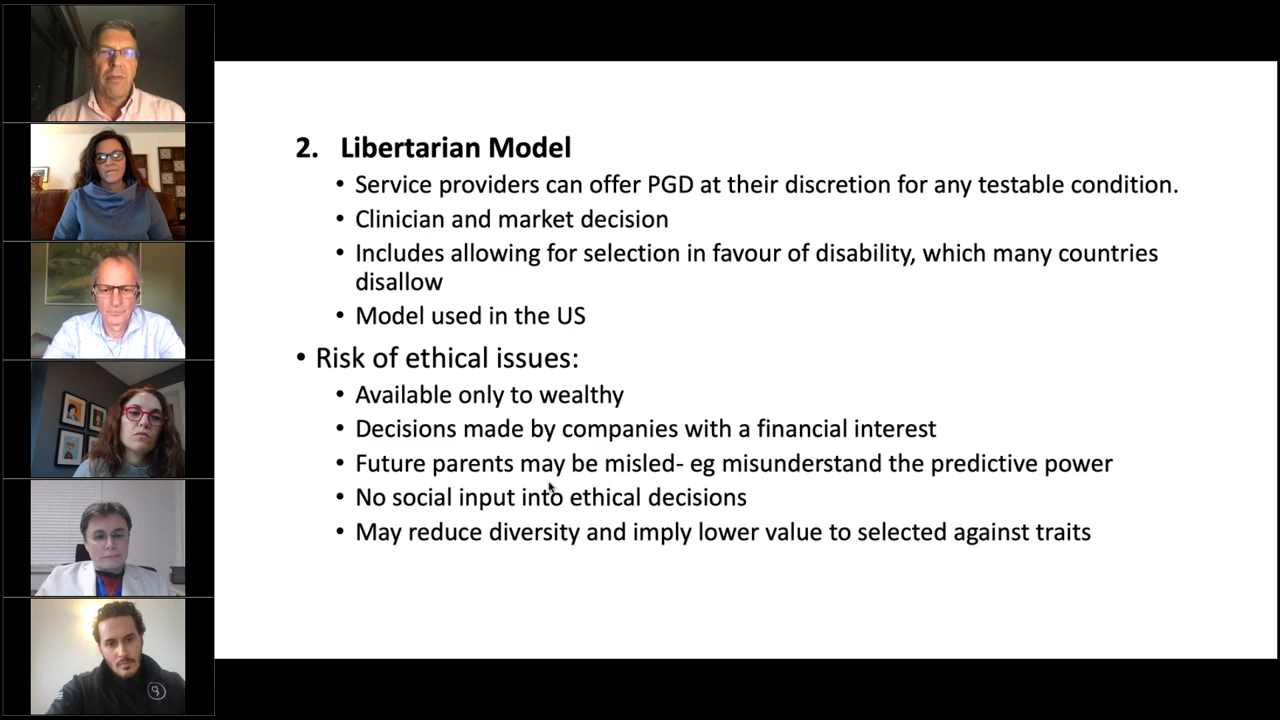 2. Libertarian Model
• Service providers can offer PGD at their discretion for any testable condition.
• Clinician and market decision
• Includes allowing for selection in favour of disability, which many countries
disallow
• Model used in the US
• Risk of ethical issues:
• Available only to wealthy
• Decisions made by companies with a financial interest
• Future parents may be misled- eg misunderstand the predictive power
• No social input into ethical decisions
• May reduce diversity and imply lower value to selected against traits